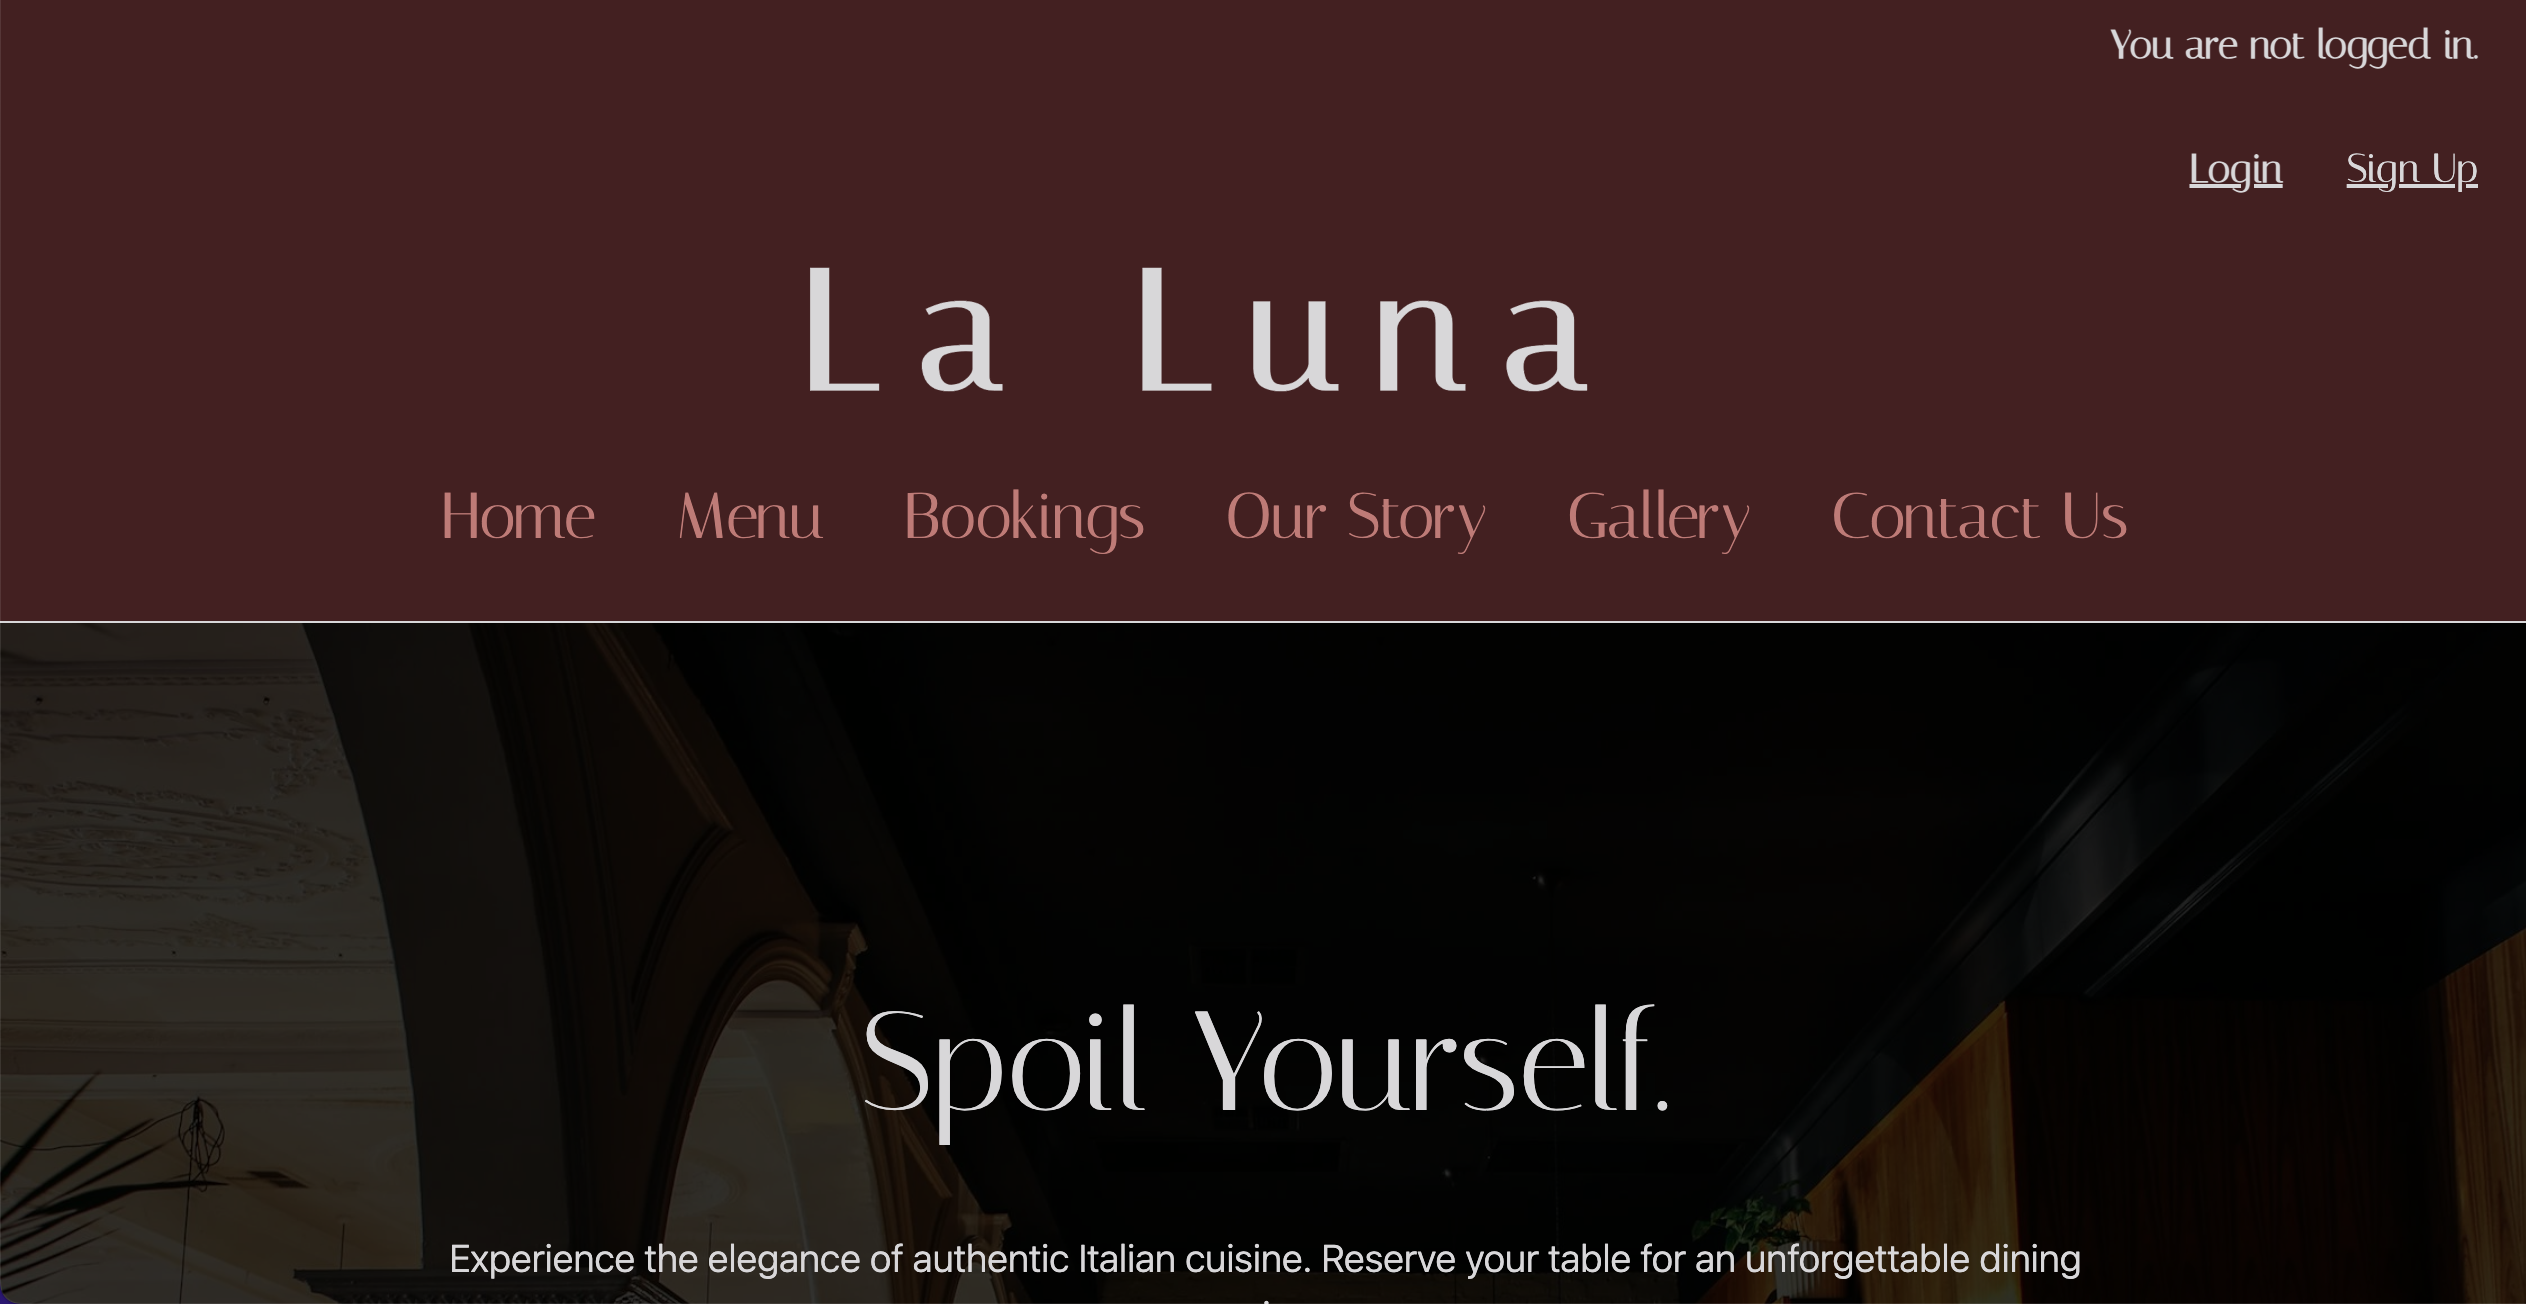 You are not logged in.
Login Sign Up
La Luna
Home Menu Bookings Our Story Gallery Contact Us
Spoil Yourself.
Experience the elegance of authentic Italian cuisine. Reserve your table for an unforgettable dining